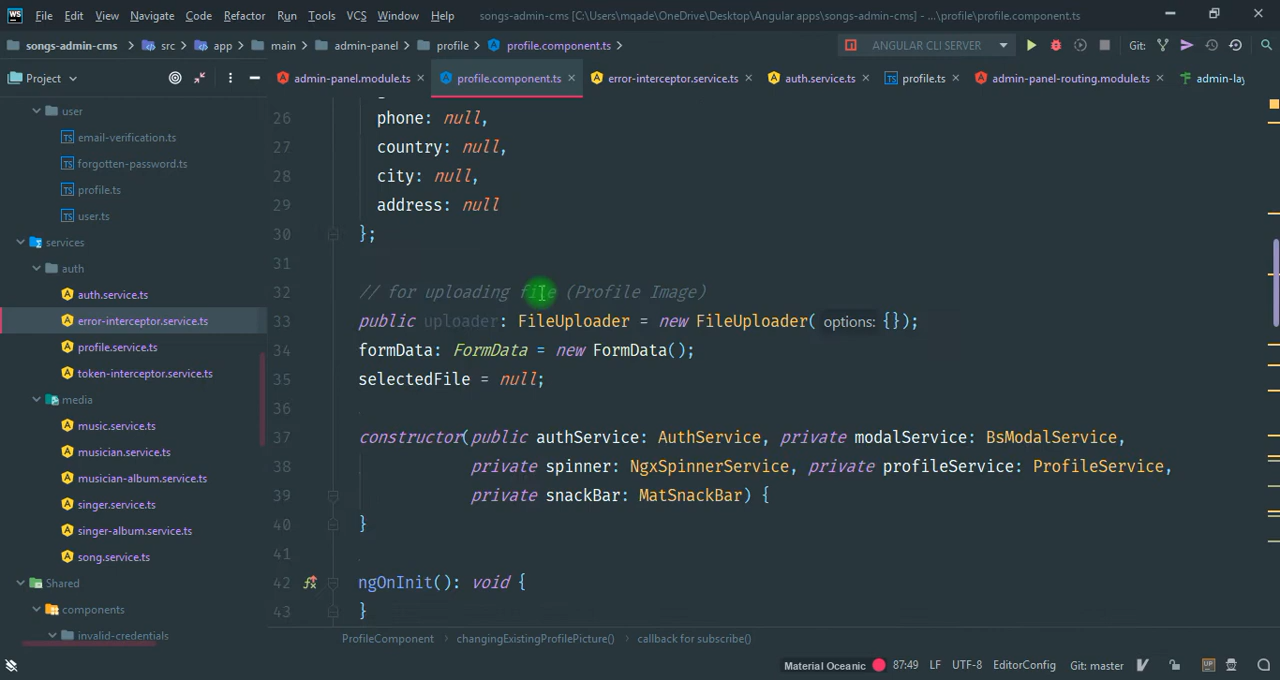 WS File Edit View Navigate Code Refactor Run Tools VCS Window Help songs-admin-cms [C:\Users\mqade\OneDrive\Desktop\Angular apps\songs-admin-cms] - ...\profile\profile.component.ts
songs-admin-cms src app main admin-panel profile profile.component.ts ANGULAR CLI SERVER Git:
Project admin-panel.module.ts profile.component.ts error-interceptor.service.ts auth.service.ts profile.ts admin-panel-routing.module.ts admin-lay
user
email-verification.ts
forgotten-password.ts
profile.ts
user.ts
services
auth
auth.service.ts
error-interceptor.service.ts
profile.service.ts
token-interceptor.service.ts
media
music.service.ts
musician.service.ts
musician-album.service.ts
singer.service.ts
singer-album.service.ts
song.service.ts
Shared
components
invalid-credentials
26 phone: null,
27 country: null,
28 city: null,
29 address: null
30 };
31
32 // for uploading file (Profile Image)
33 public uploader: FileUploader = new FileUploader( options: {});
34 formData: FormData = new FormData();
35 selectedFile = null;
36
37 constructor(public authService: AuthService, private modalService: BsModalService,
38 private spinner: NgxSpinnerService, private profileService: ProfileService,
39 private snackBar: MatSnackBar) {
40 }
41
42 ngOnInit(): void {
43 }
ProfileComponent changingExistingProfilePicture() callback for subscribe()
Material Oceanic 87:49 LF UTF-8 EditorConfig Git: master